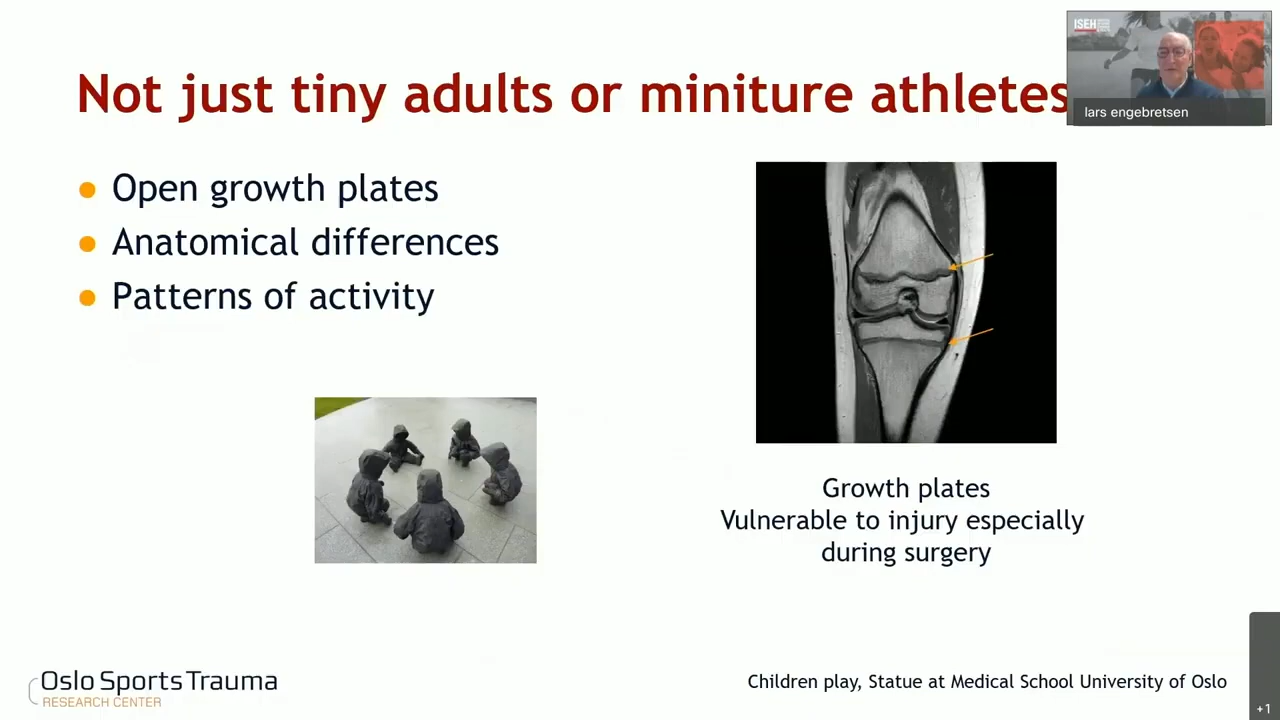 Not just tiny adults or miniture athletes
ISEH
lars engebretsen
Open growth plates
Anatomical differences
Patterns of activity
Growth plates
Vulnerable to injury especially
during surgery
Oslo Sports Trauma
RESEARCH CENTER
Children play, Statue at Medical School University of Oslo
+1